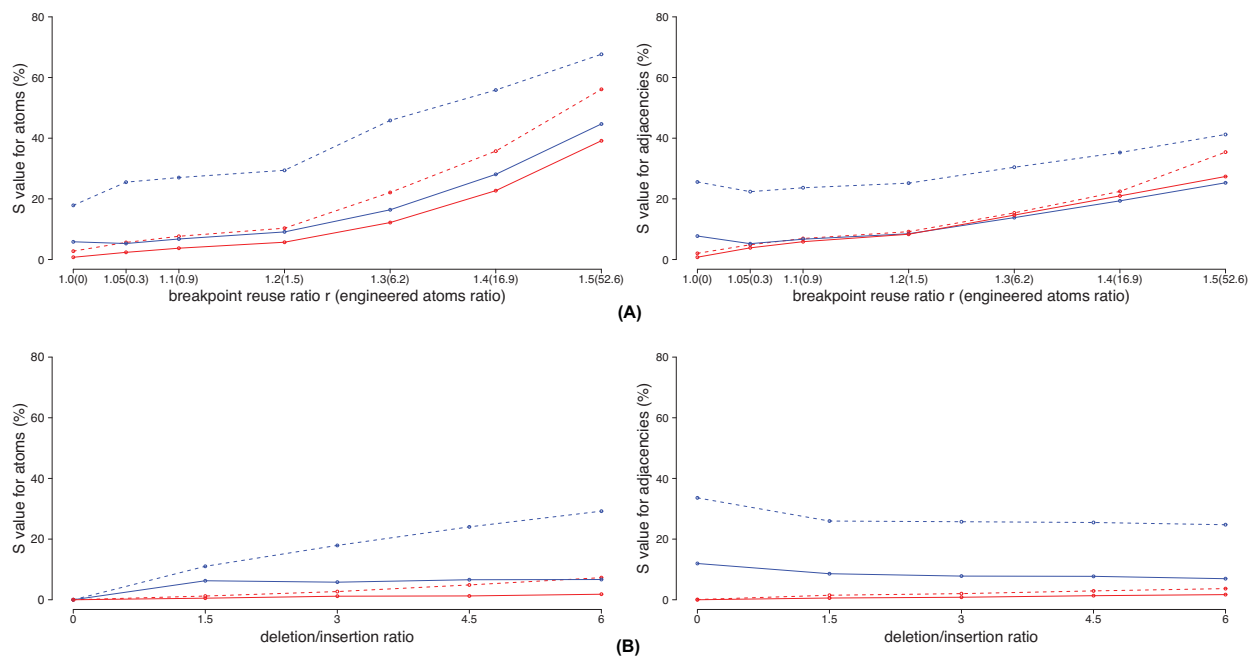 80
60
40
20
0
S value for atoms (%)
1.0(0) 1.05(0.3) 1.1(0.9) 1.2(1.5) 1.3(6.2) 1.4(16.9) 1.5(52.6)
breakpoint reuse ratio r (engineered atoms ratio)
80
60
40
20
0
S value for adjacencies (%)
1.0(0) 1.05(0.3) 1.1(0.9) 1.2(1.5) 1.3(6.2) 1.4(16.9) 1.5(52.6)
breakpoint reuse ratio r (engineered atoms ratio)
(A)
80
60
40
20
0
S value for atoms (%)
0 1.5 3 4.5 6
deletion/insertion ratio
80
60
40
20
0
S value for adjacencies (%)
0 1.5 3 4.5 6
deletion/insertion ratio
(B)